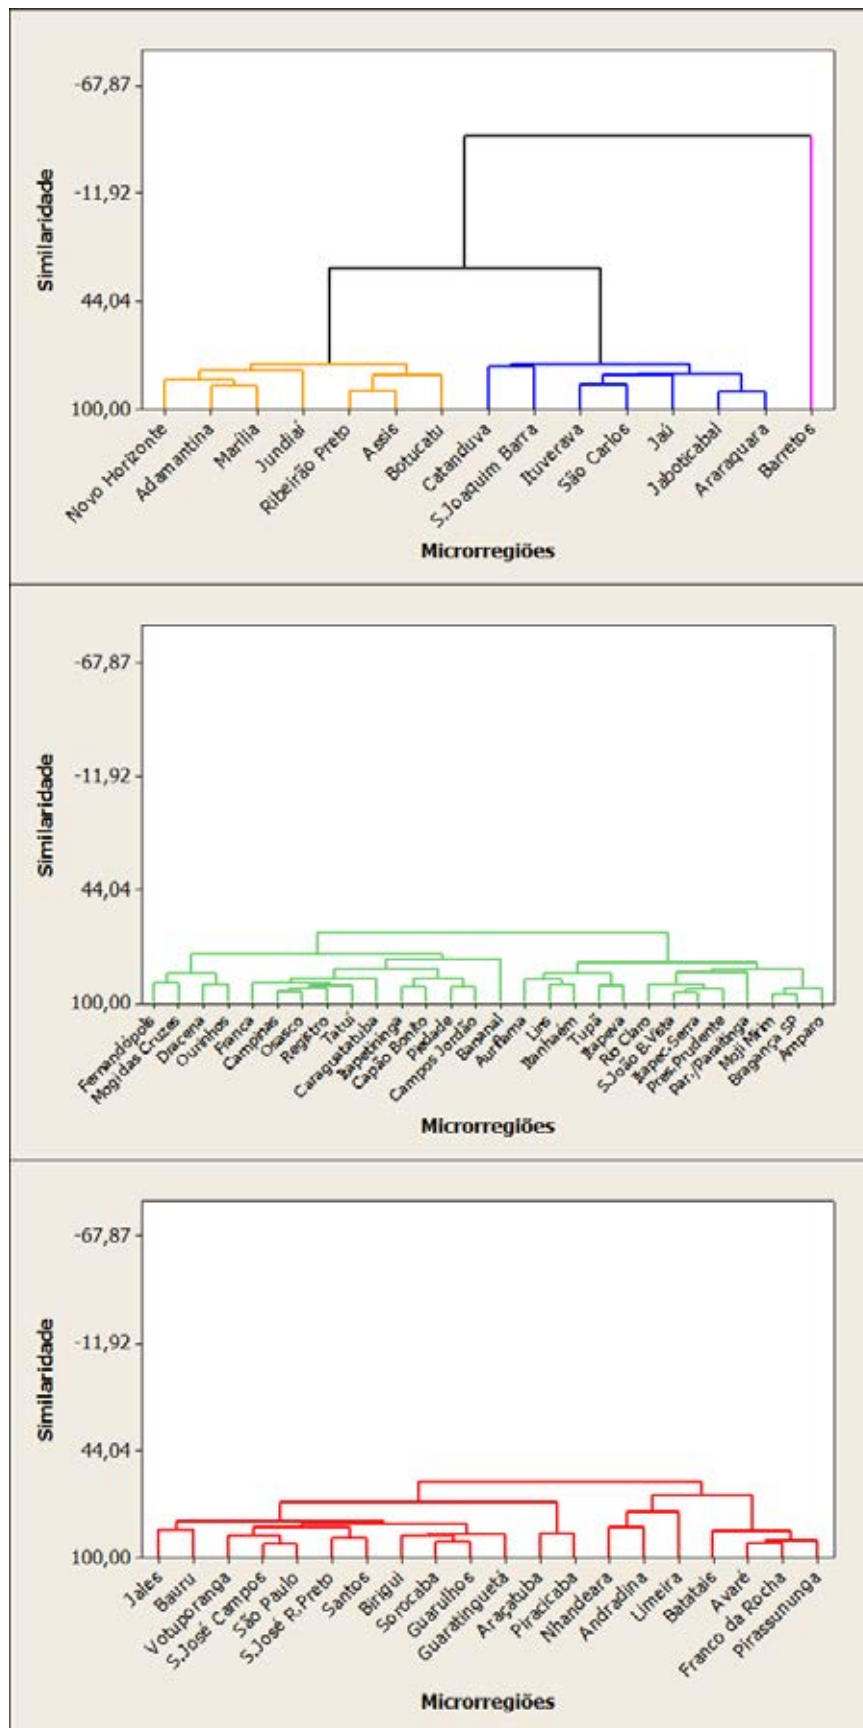 -67,87
-11,92
44,04
100,00
Similaridade
Novo Horizonte
Adamantina
Marília
Jundiaí
Ribeirão Preto
Assis
Botucatu
Catanduva
S.Joaquim Barra
Ituverava
São Carlos
Jaú
Jaboticabal
Araraquara
Barretos
Microrregiões
-67,87
-11,92
44,04
100,00
Similaridade
Fernandópolis
Mogi das Cruzes
Dracena
Ourinhos
Franca
Campinas
Osasco
Registro
Tatuí
Caraguatatuba
Itapetininga
Capão Bonito
Piedade
Campos Jordão
Bananal
Auriflama
Lins
Itanhaém
Tupã
Itapeva
Rio Claro
S.João B.Vista
Itapec.Serra
Pres.Prudente
Par./Paraitinga
Moji Mirim
Bragança SP
Amparo
Microrregiões
-67,87
-11,92
44,04
100,00
Similaridade
Jales
Bauru
Votuporanga
S.José Campos
São Paulo
S.José R.Preto
Santos
Birigui
Sorocaba
Guarulhos
Guaratinguetá
Araçatuba
Piracicaba
Nhandeara
Andradina
Limeira
Batatais
Avaré
Franco da Rocha
Pirassununga
Microrregiões